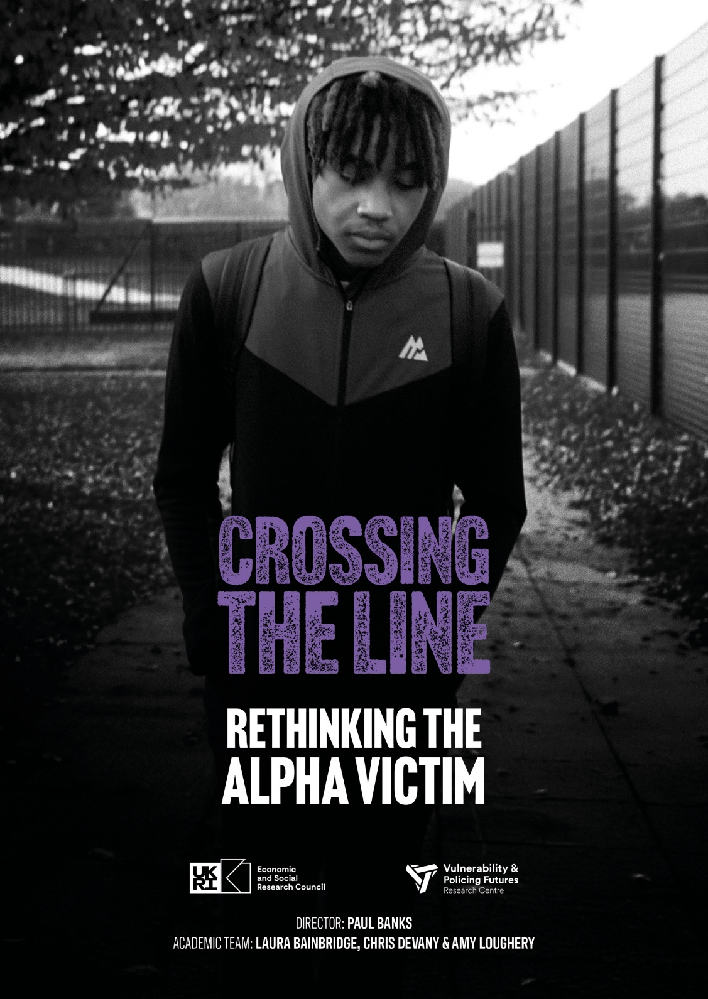 CROSSING
THE LINE
RETHINKING THE
ALPHA VICTIM
UK
RI
Economic
and Social
Research Council
Vulnerability &
Policing Futures
Research Centre
DIRECTOR: PAUL BANKS
ACADEMIC TEAM: LAURA BAINBRIDGE, CHRIS DEVANY & AMY LOUGHERY